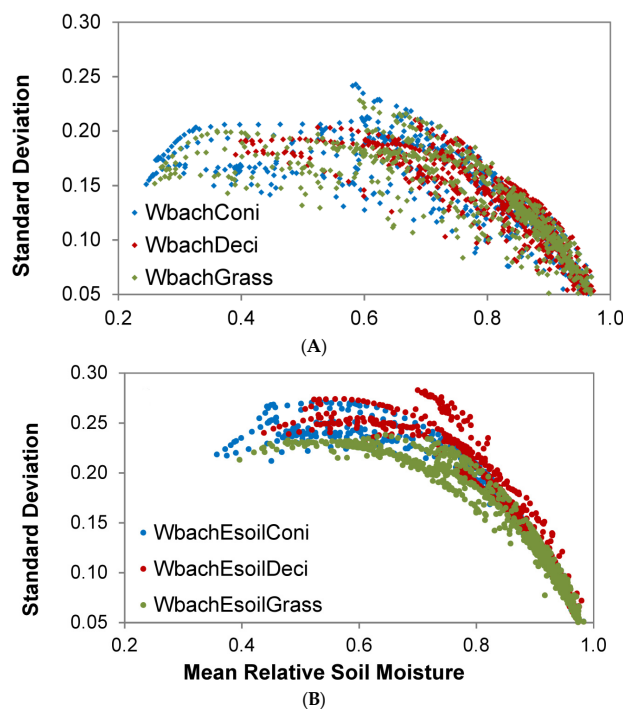 0.30
0.25
0.20
0.15
0.10
0.05
Standard Deviation
WbachConi
WbachDeci
WbachGrass
0.2 0.4 0.6 0.8 1.0
(A)
0.30
0.25
0.20
0.15
0.10
0.05
Standard Deviation
WbachEsoilConi
WbachEsoilDeci
WbachEsoilGrass
0.2 0.4 0.6 0.8 1.0
Mean Relative Soil Moisture
(B)